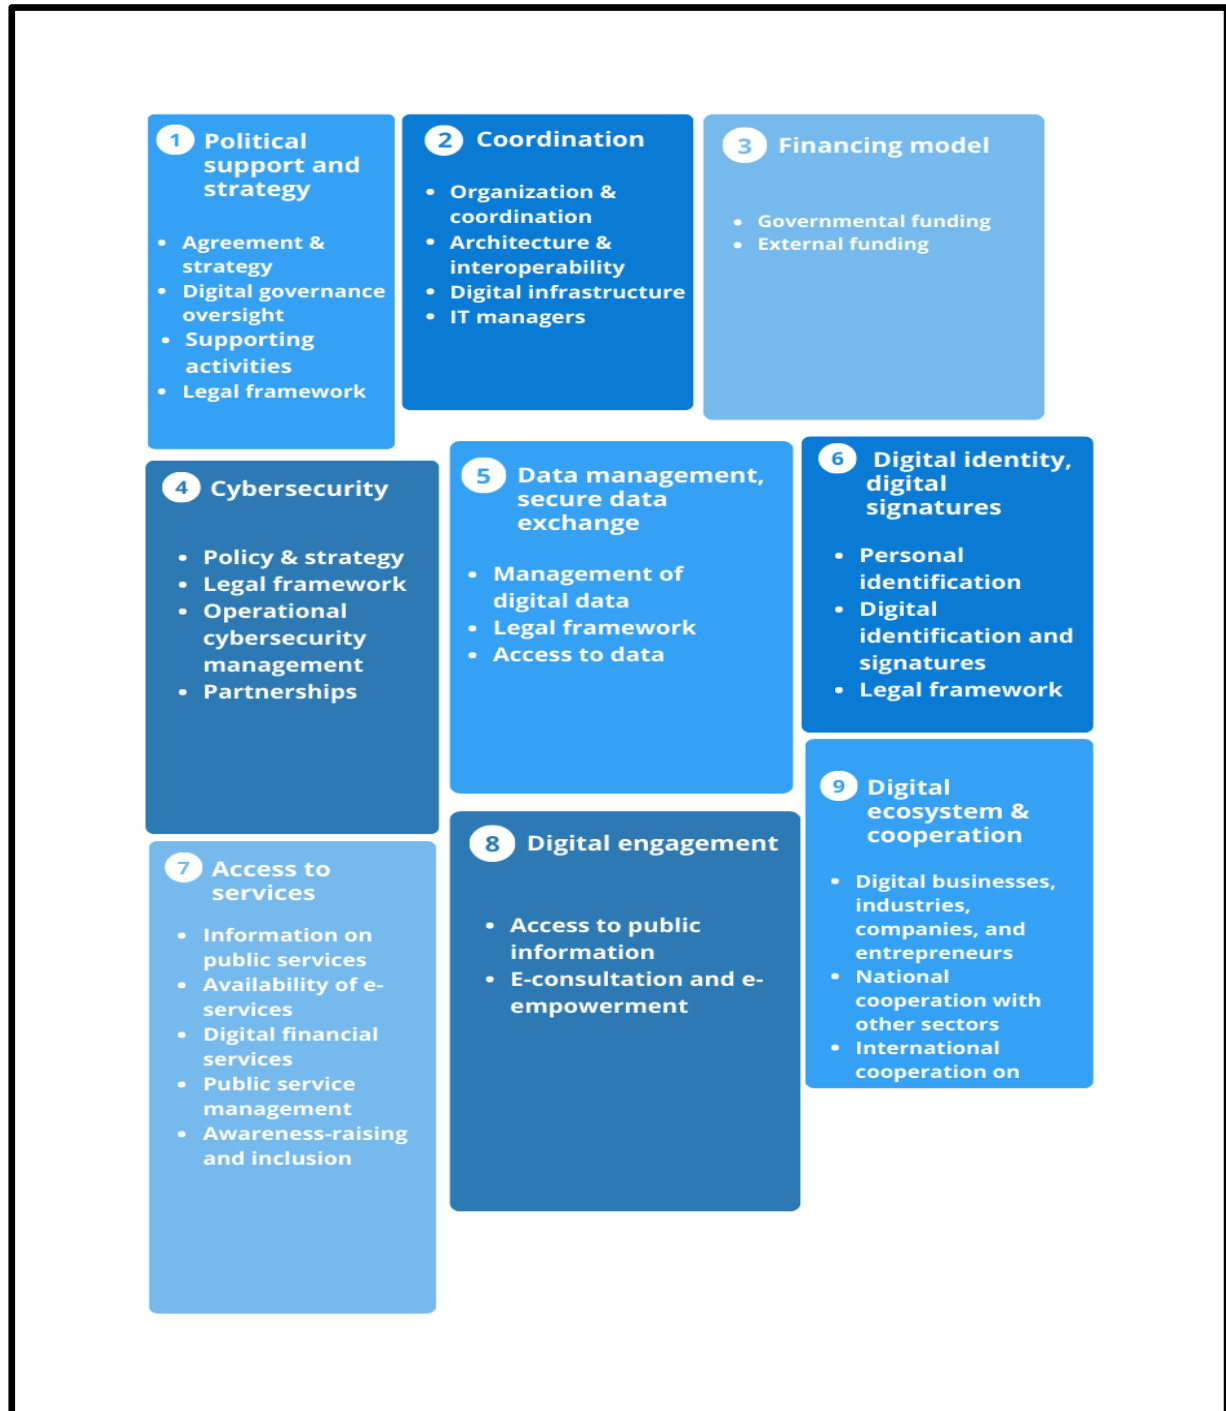 1 Political
support and
strategy
• Agreement &
strategy
• Digital governance
oversight
• Supporting
activities
• Legal framework
2 Coordination
• Organization &
coordination
• Architecture &
interoperability
• Digital infrastructure
• IT managers
3 Financing model
• Governmental funding
• External funding
4 Cybersecurity
• Policy & strategy
• Legal framework
• Operational
cybersecurity
management
• Partnerships
5 Data management,
secure data
exchange
• Management of
digital data
• Legal framework
• Access to data
6 Digital identity,
digital
signatures
• Personal
identification
• Digital
identification and
signatures
• Legal framework
7 Access to
services
• Information on
public services
• Availability of e-
services
• Digital financial
services
• Public service
management
• Awareness-raising
and inclusion
8 Digital engagement
• Access to public
information
• E-consultation and e-
empowerment
9 Digital
ecosystem &
cooperation
• Digital businesses,
industries,
companies, and
entrepreneurs
• National
cooperation with
other sectors
• International
cooperation on